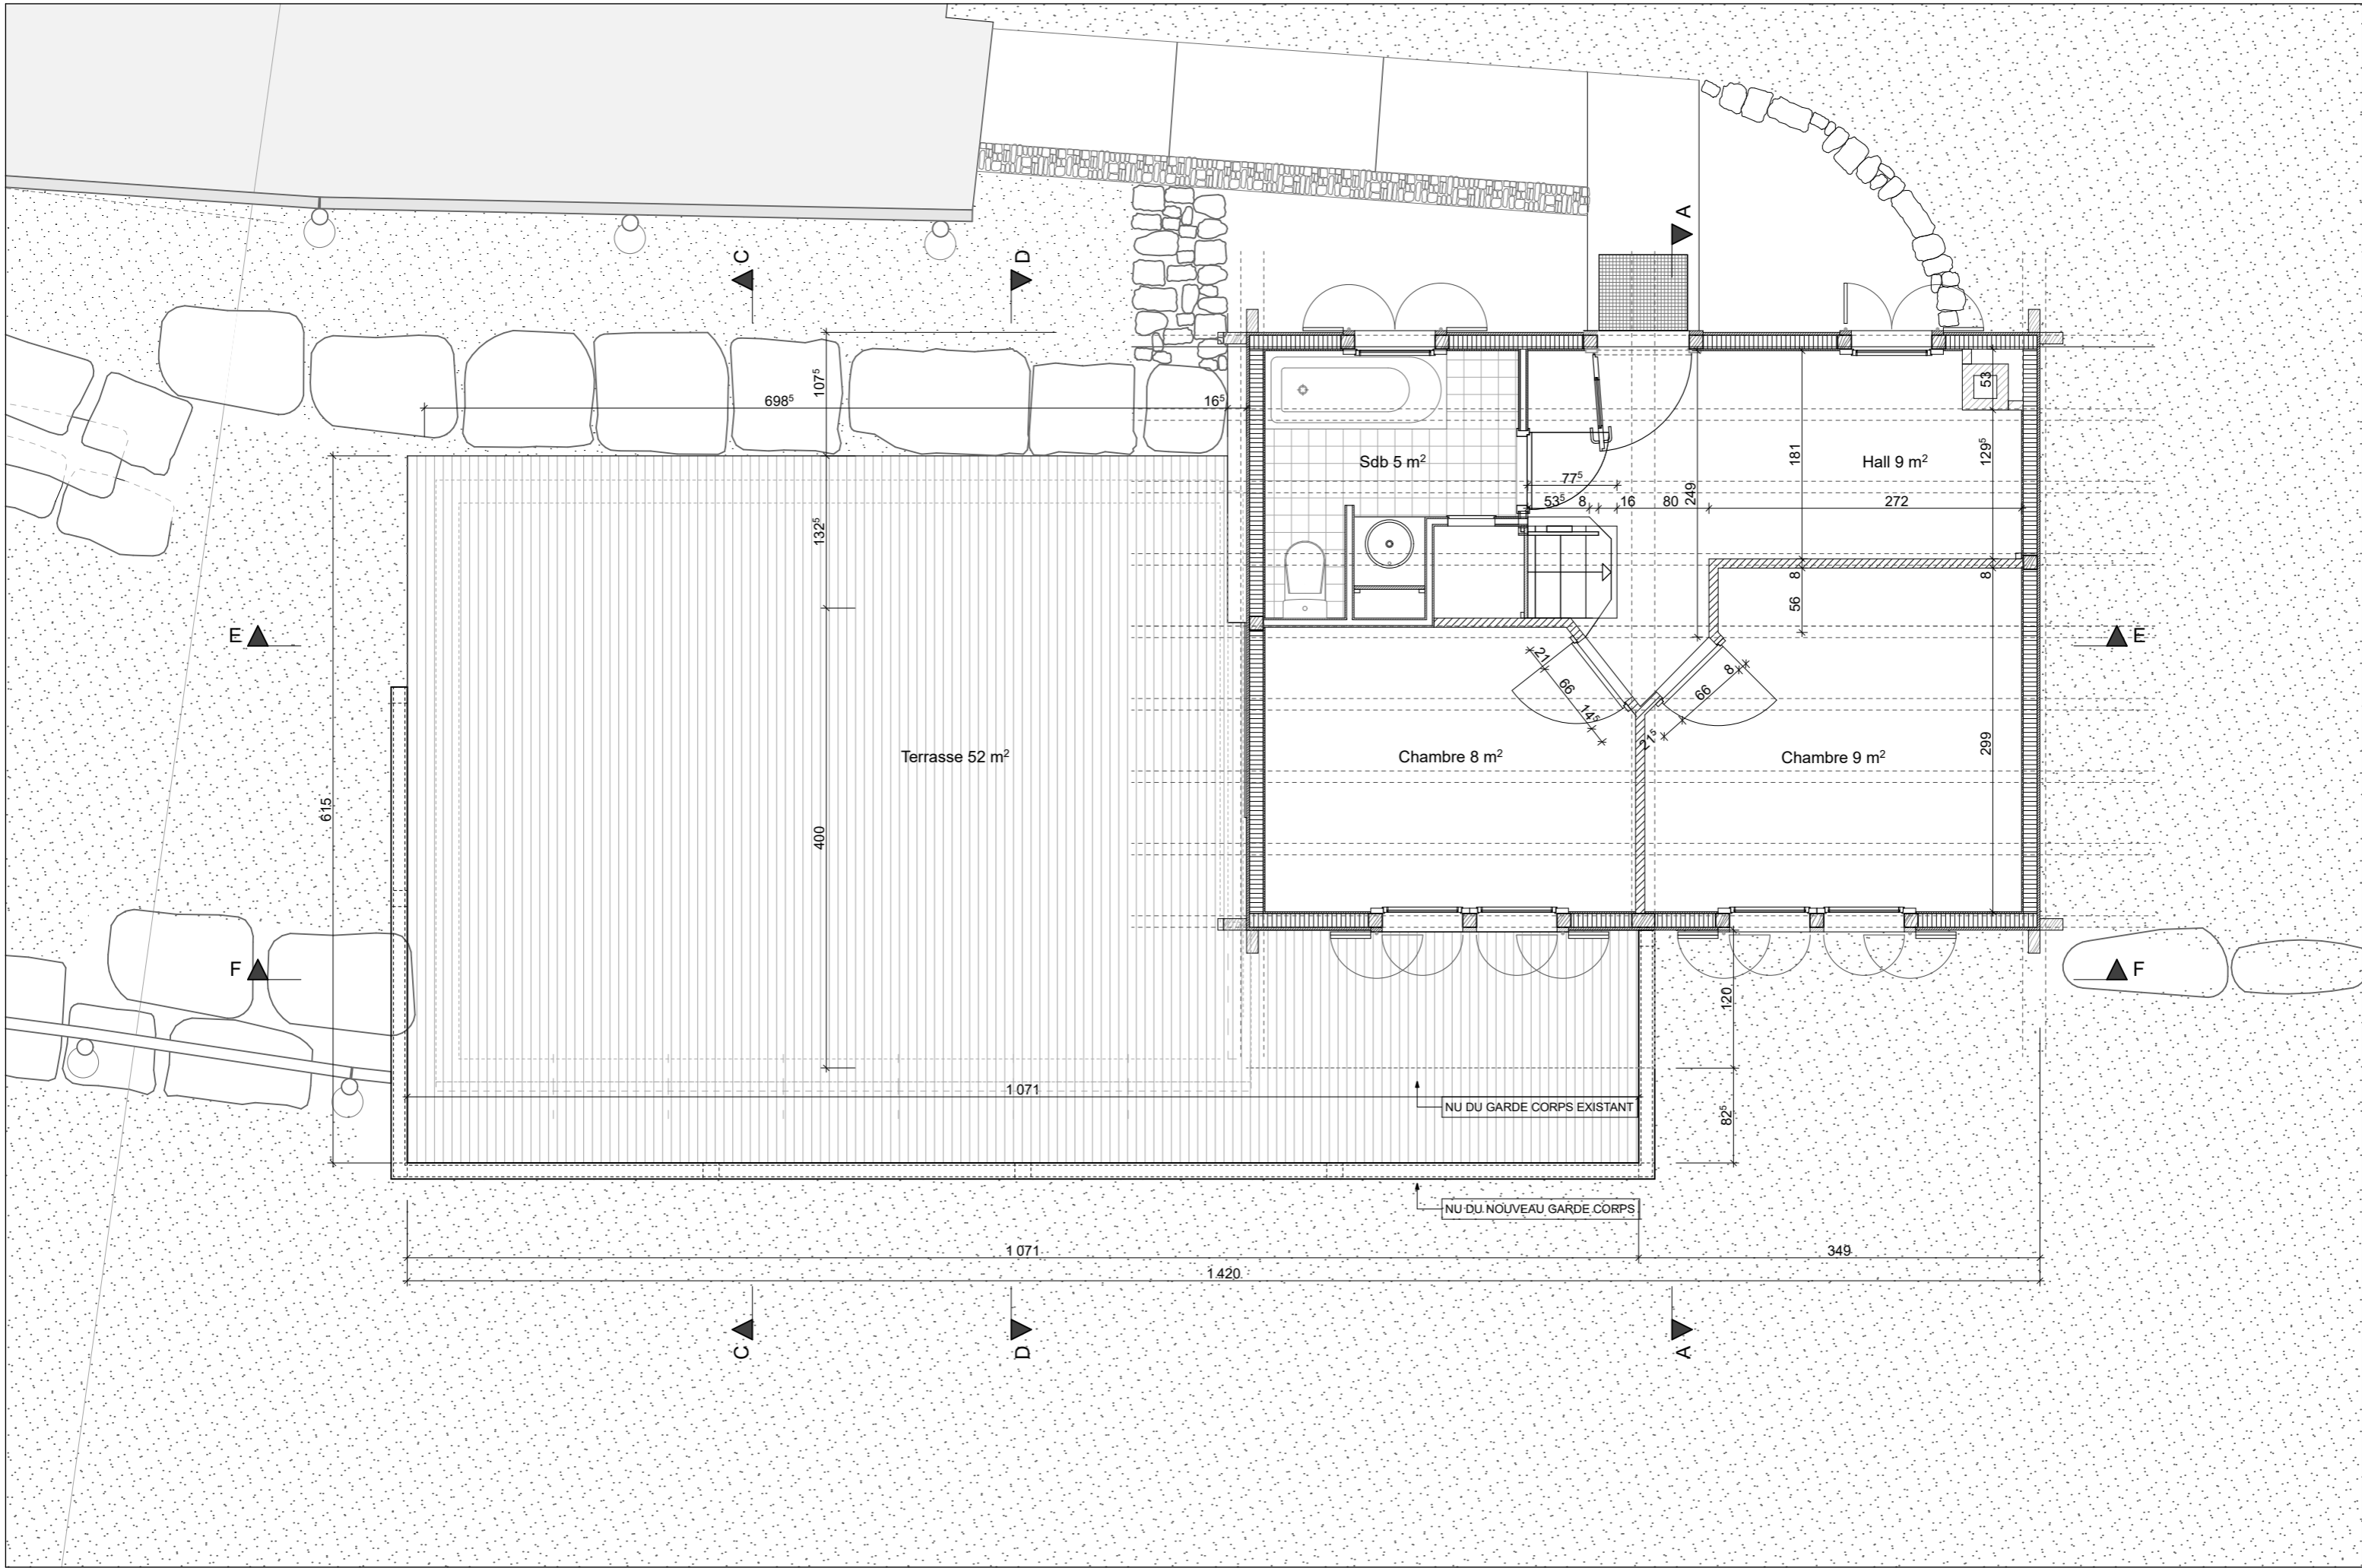 A
C
D
107⁵
698⁵
16⁵
53
Sdb 5 m²
181
Hall 9 m²
129⁵
77⁵
249
53⁵
8
16
80
272
132⁵
8
8
56
E
E
21
66
14⁵
8
66
21⁵
Terrasse 52 m²
Chambre 8 m²
Chambre 9 m²
299
615
400
F
F
120
1 071
NU DU GARDE CORPS EXISTANT
82⁵
NU DU NOUVEAU GARDE CORPS
1 071
349
1 420
C
D
A